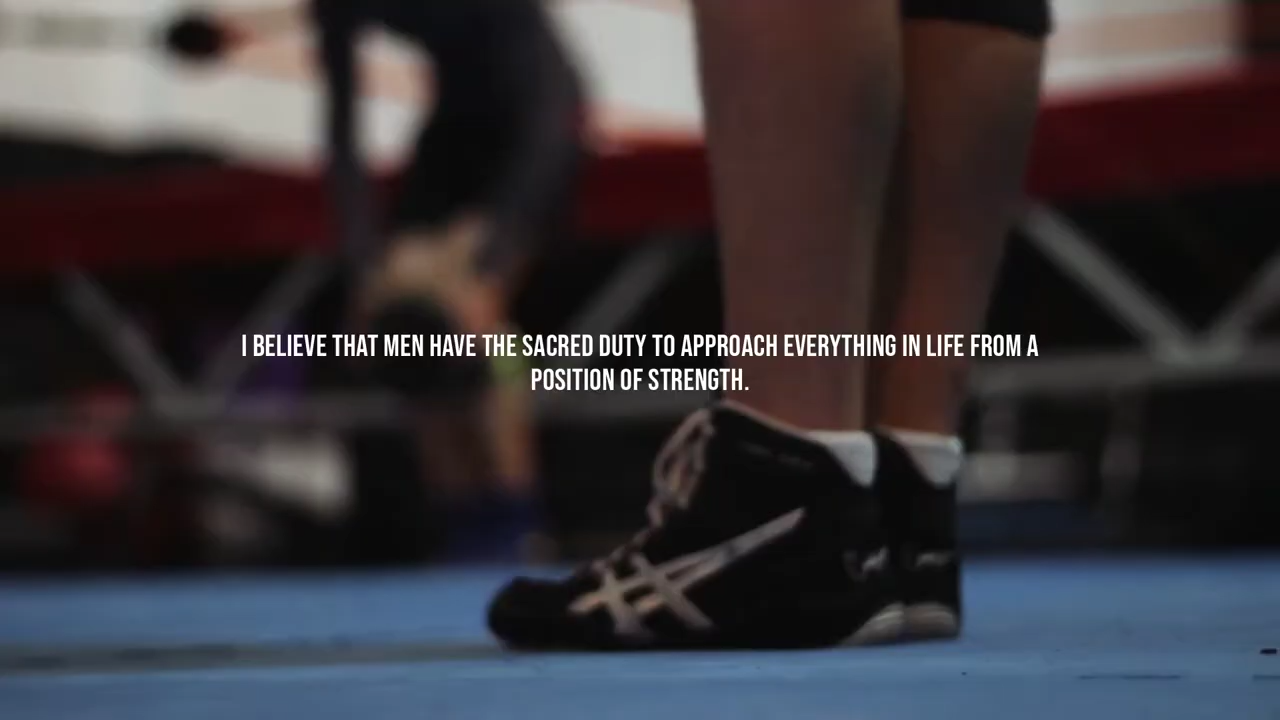 I BELIEVE THAT MEN HAVE THE SACRED DUTY TO APPROACH EVERYTHING IN LIFE FROM A
POSITION OF STRENGTH.